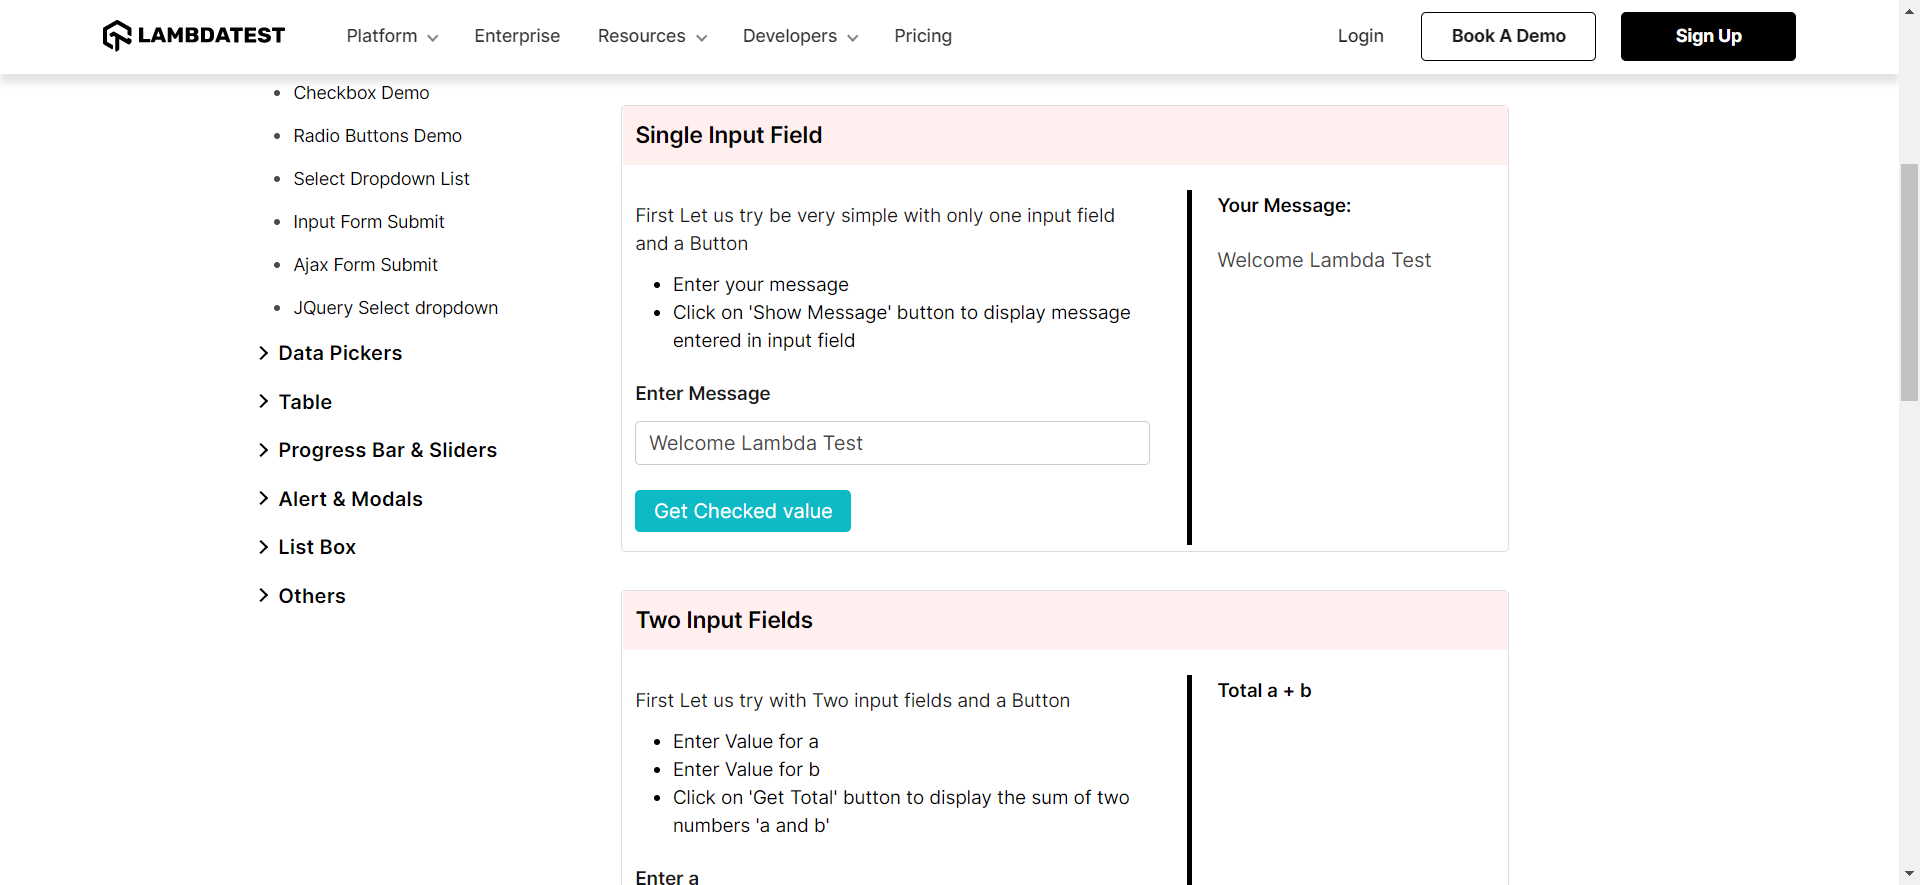 LAMBDATEST
Platform
Enterprise
Resources
Developers
Pricing
Login
Book A Demo
Sign Up
Checkbox Demo
Radio Buttons Demo
Select Dropdown List
Input Form Submit
Ajax Form Submit
JQuery Select dropdown
Data Pickers
Table
Progress Bar & Sliders
Alert & Modals
List Box
Others
Single Input Field
First Let us try be very simple with only one input field
and a Button
Enter your message
Click on 'Show Message' button to display message
entered in input field
Enter Message
Welcome Lambda Test
Get Checked value
Your Message:
Welcome Lambda Test
Two Input Fields
First Let us try with Two input fields and a Button
Enter Value for a
Enter Value for b
Click on 'Get Total' button to display the sum of two
numbers 'a and b'
Enter a
Total a + b